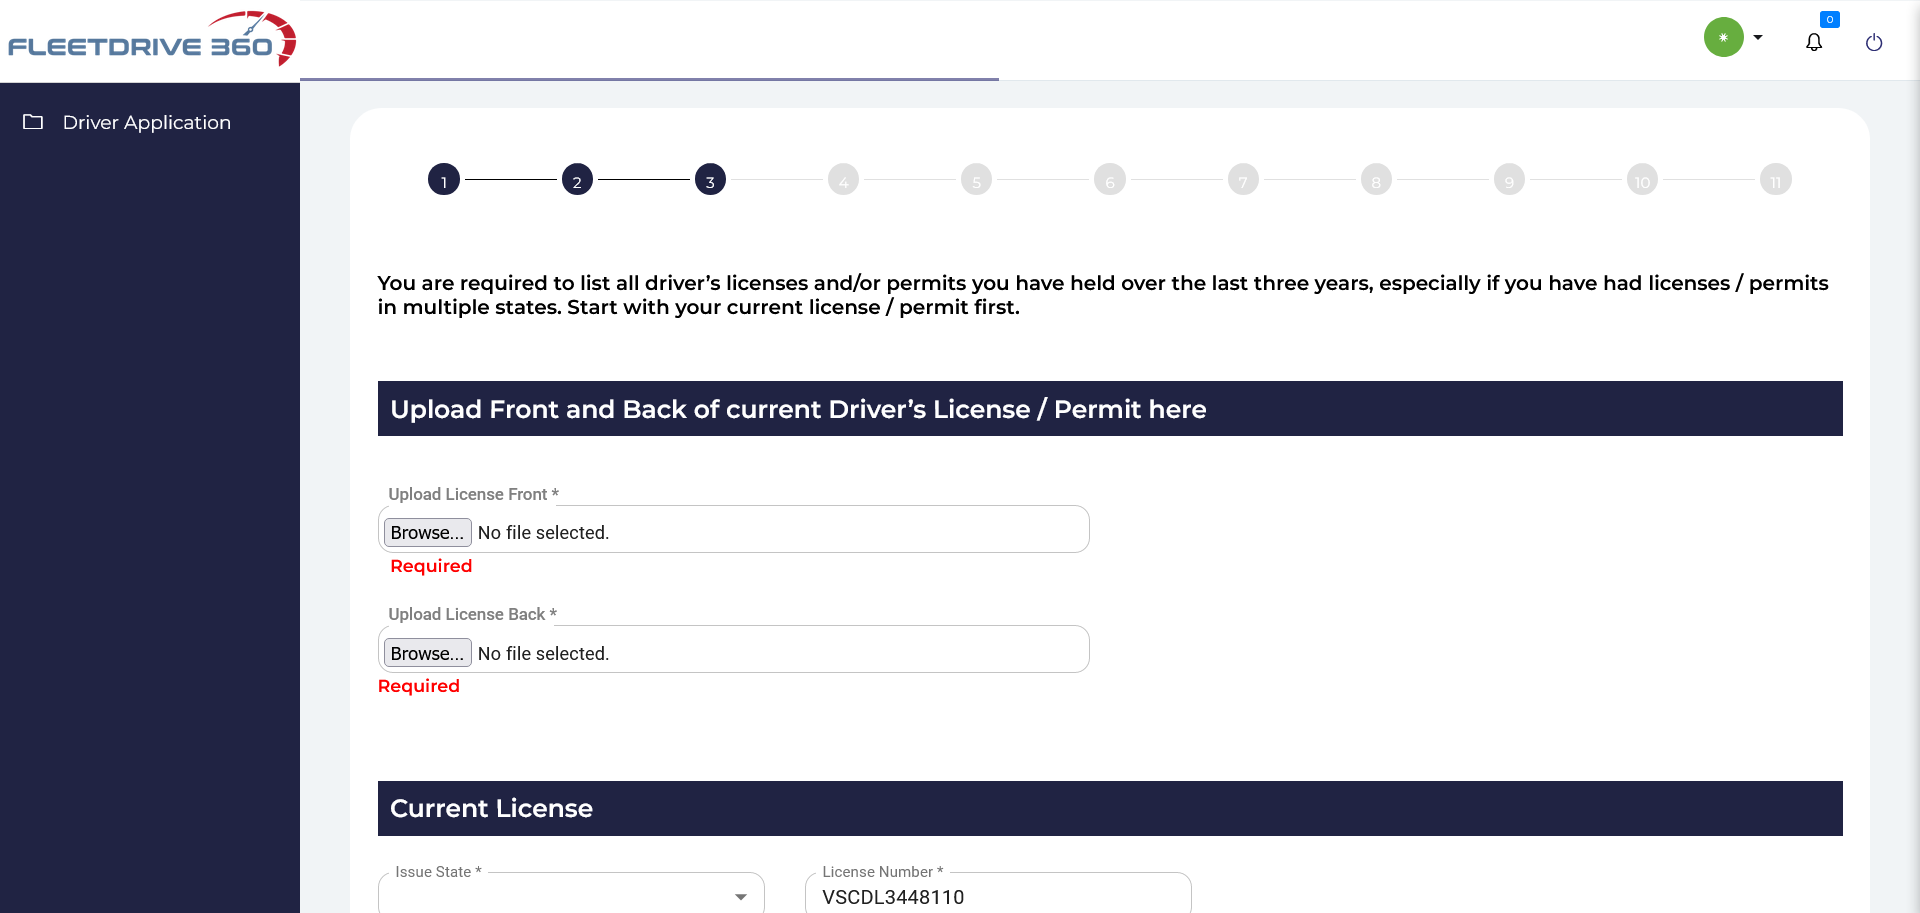 FLEETDRIVE 360
0
Driver Application
1 2 3 4 5 6 7 8 9 10 11
You are required to list all driver’s licenses and/or permits you have held over the last three years, especially if you have had licenses / permits
in multiple states. Start with your current license / permit first.
Upload Front and Back of current Driver’s License / Permit here
Upload License Front *
Browse... No file selected.
Required
Upload License Back *
Browse... No file selected.
Required
Current License
Issue State * License Number *
VSCDL3448110